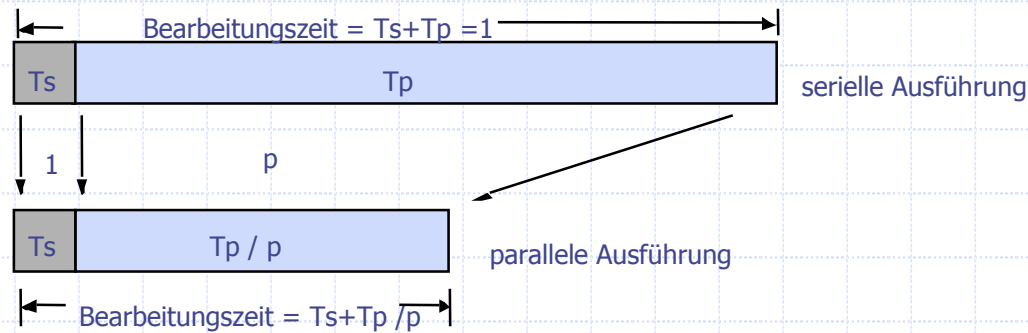 Bearbeitungszeit = Ts+Tp =1
Ts Tp serielle Ausführung
1 p
Ts Tp / p parallele Ausführung
Bearbeitungszeit = Ts+Tp /p